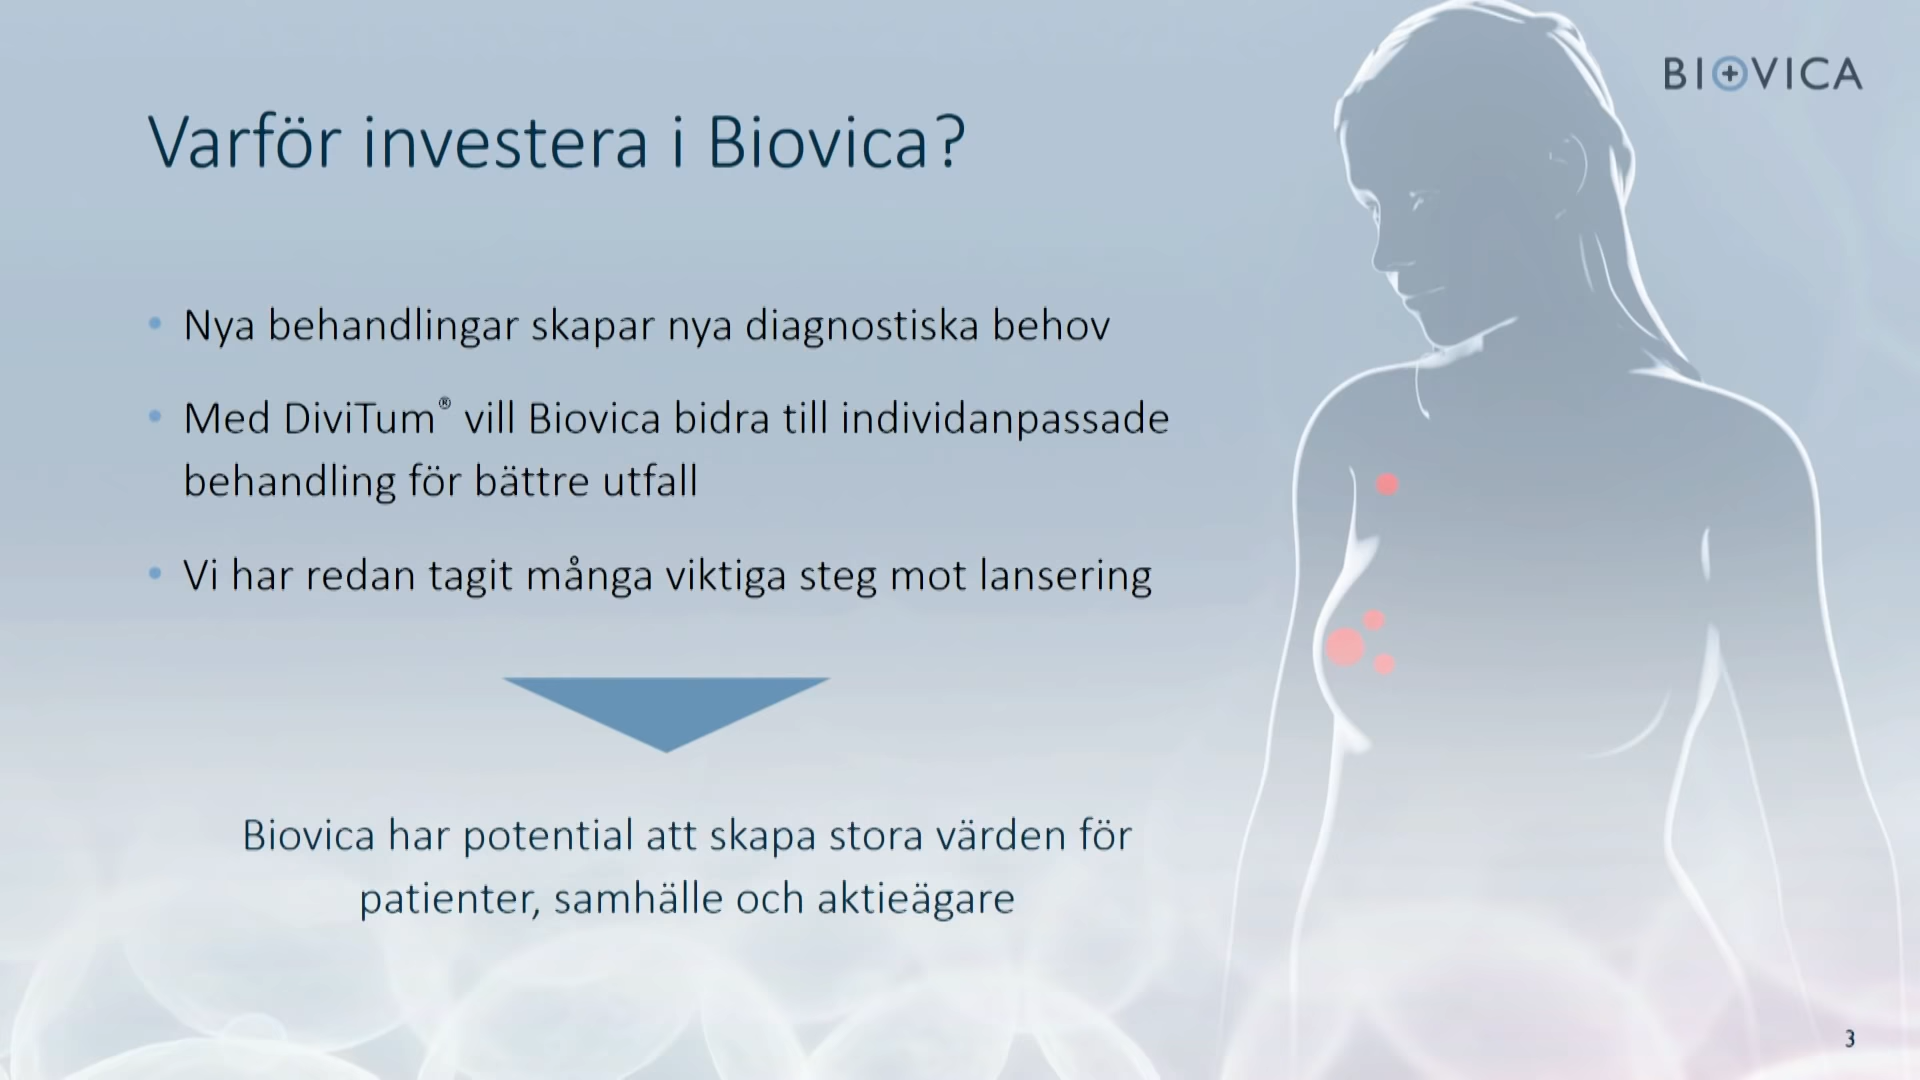 BIOVICA
Varför investera i Biovica?
• Nya behandlingar skapar nya diagnostiska behov
• Med DiviTum® vill Biovica bidra till individanpassade
behandling för bättre utfall
• Vi har redan tagit många viktiga steg mot lansering
Biovica har potential att skapa stora värden för
patienter, samhälle och aktieägare
3